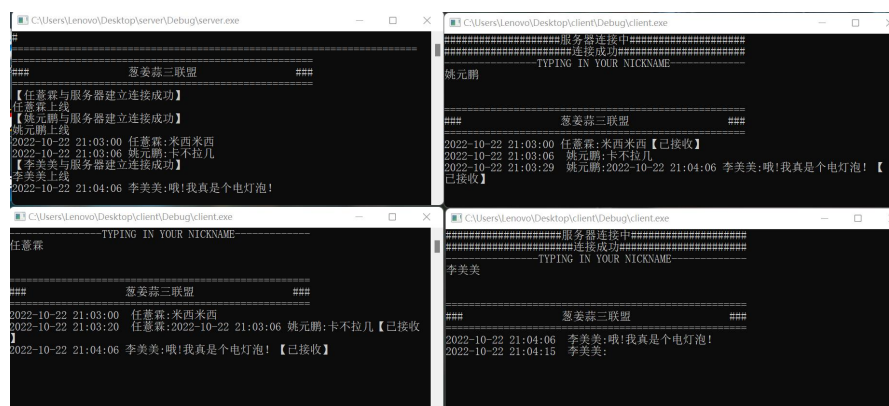 C:\Users\Lenovo\Desktop\server\Debug\server.exe
#
================================================================
================================================
### 葱姜蒜三联盟 ###
================================================
【任薏霖与服务器建立连接成功】
任薏霖上线
【姚元鹏与服务器建立连接成功】
姚元鹏上线
2022-10-22 21:03:00 任薏霖:米西米西
2022-10-22 21:03:06 姚元鹏:卡不拉几
【李美美与服务器建立连接成功】
李美美上线
2022-10-22 21:04:06 李美美:哦!我真是个电灯泡!
C:\Users\Lenovo\Desktop\client\Debug\client.exe
####################服务器连接中####################
######################连接成功######################
----------------TYPING IN YOUR NICKNAME-------------
姚元鹏
================================================
### 葱姜蒜三联盟 ###
================================================
2022-10-22 21:03:00 任薏霖:米西米西【已接收】
2022-10-22 21:03:06 姚元鹏:卡不拉几
2022-10-22 21:03:29 姚元鹏:2022-10-22 21:04:06 李美美:哦!我真是个电灯泡!【
已接收】
C:\Users\Lenovo\Desktop\client\Debug\client.exe
----------------TYPING IN YOUR NICKNAME-------------
任薏霖
================================================
### 葱姜蒜三联盟 ###
================================================
2022-10-22 21:03:00 任薏霖:米西米西
2022-10-22 21:03:20 任薏霖:2022-10-22 21:03:06 姚元鹏:卡不拉几【已接收
】
2022-10-22 21:04:06 李美美:哦!我真是个电灯泡!【已接收】
C:\Users\Lenovo\Desktop\client\Debug\client.exe
####################服务器连接中####################
######################连接成功######################
----------------TYPING IN YOUR NICKNAME-------------
李美美
================================================
### 葱姜蒜三联盟 ###
================================================
2022-10-22 21:04:06 李美美:哦!我真是个电灯泡!
2022-10-22 21:04:15 李美美: